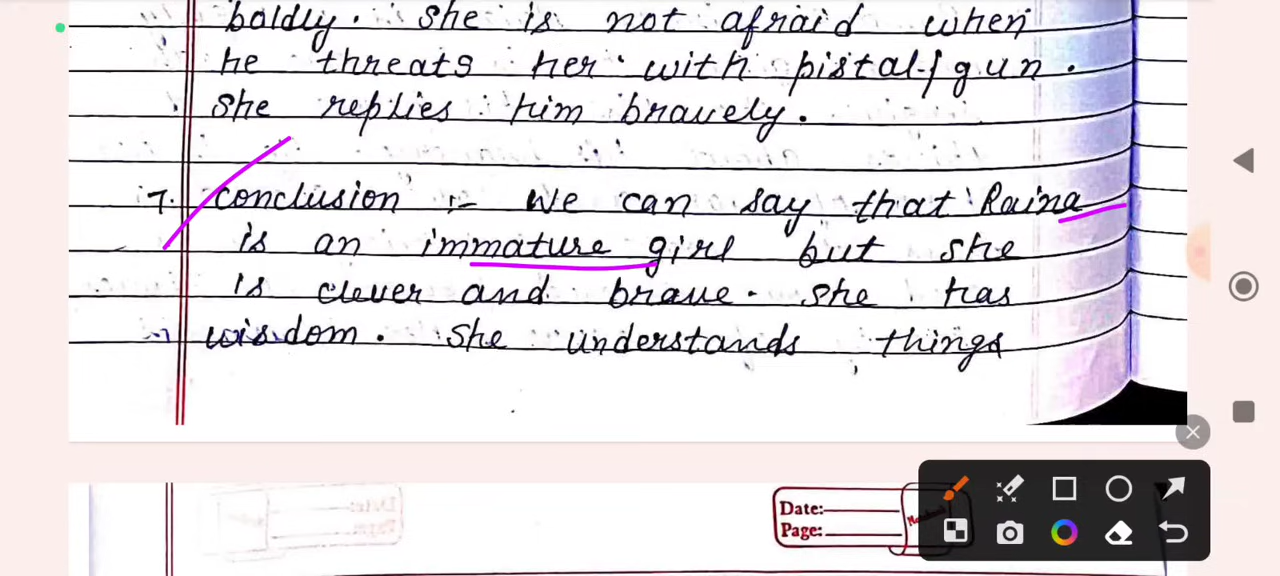 boldly. she is not afraid when
he threats her with pistal/gun.
she replies him bravely.
7. conclusion :- We can say that Raina
is an immature girl but she
is clever and brave. she has
wisdom. she understands things
Date:
Page: